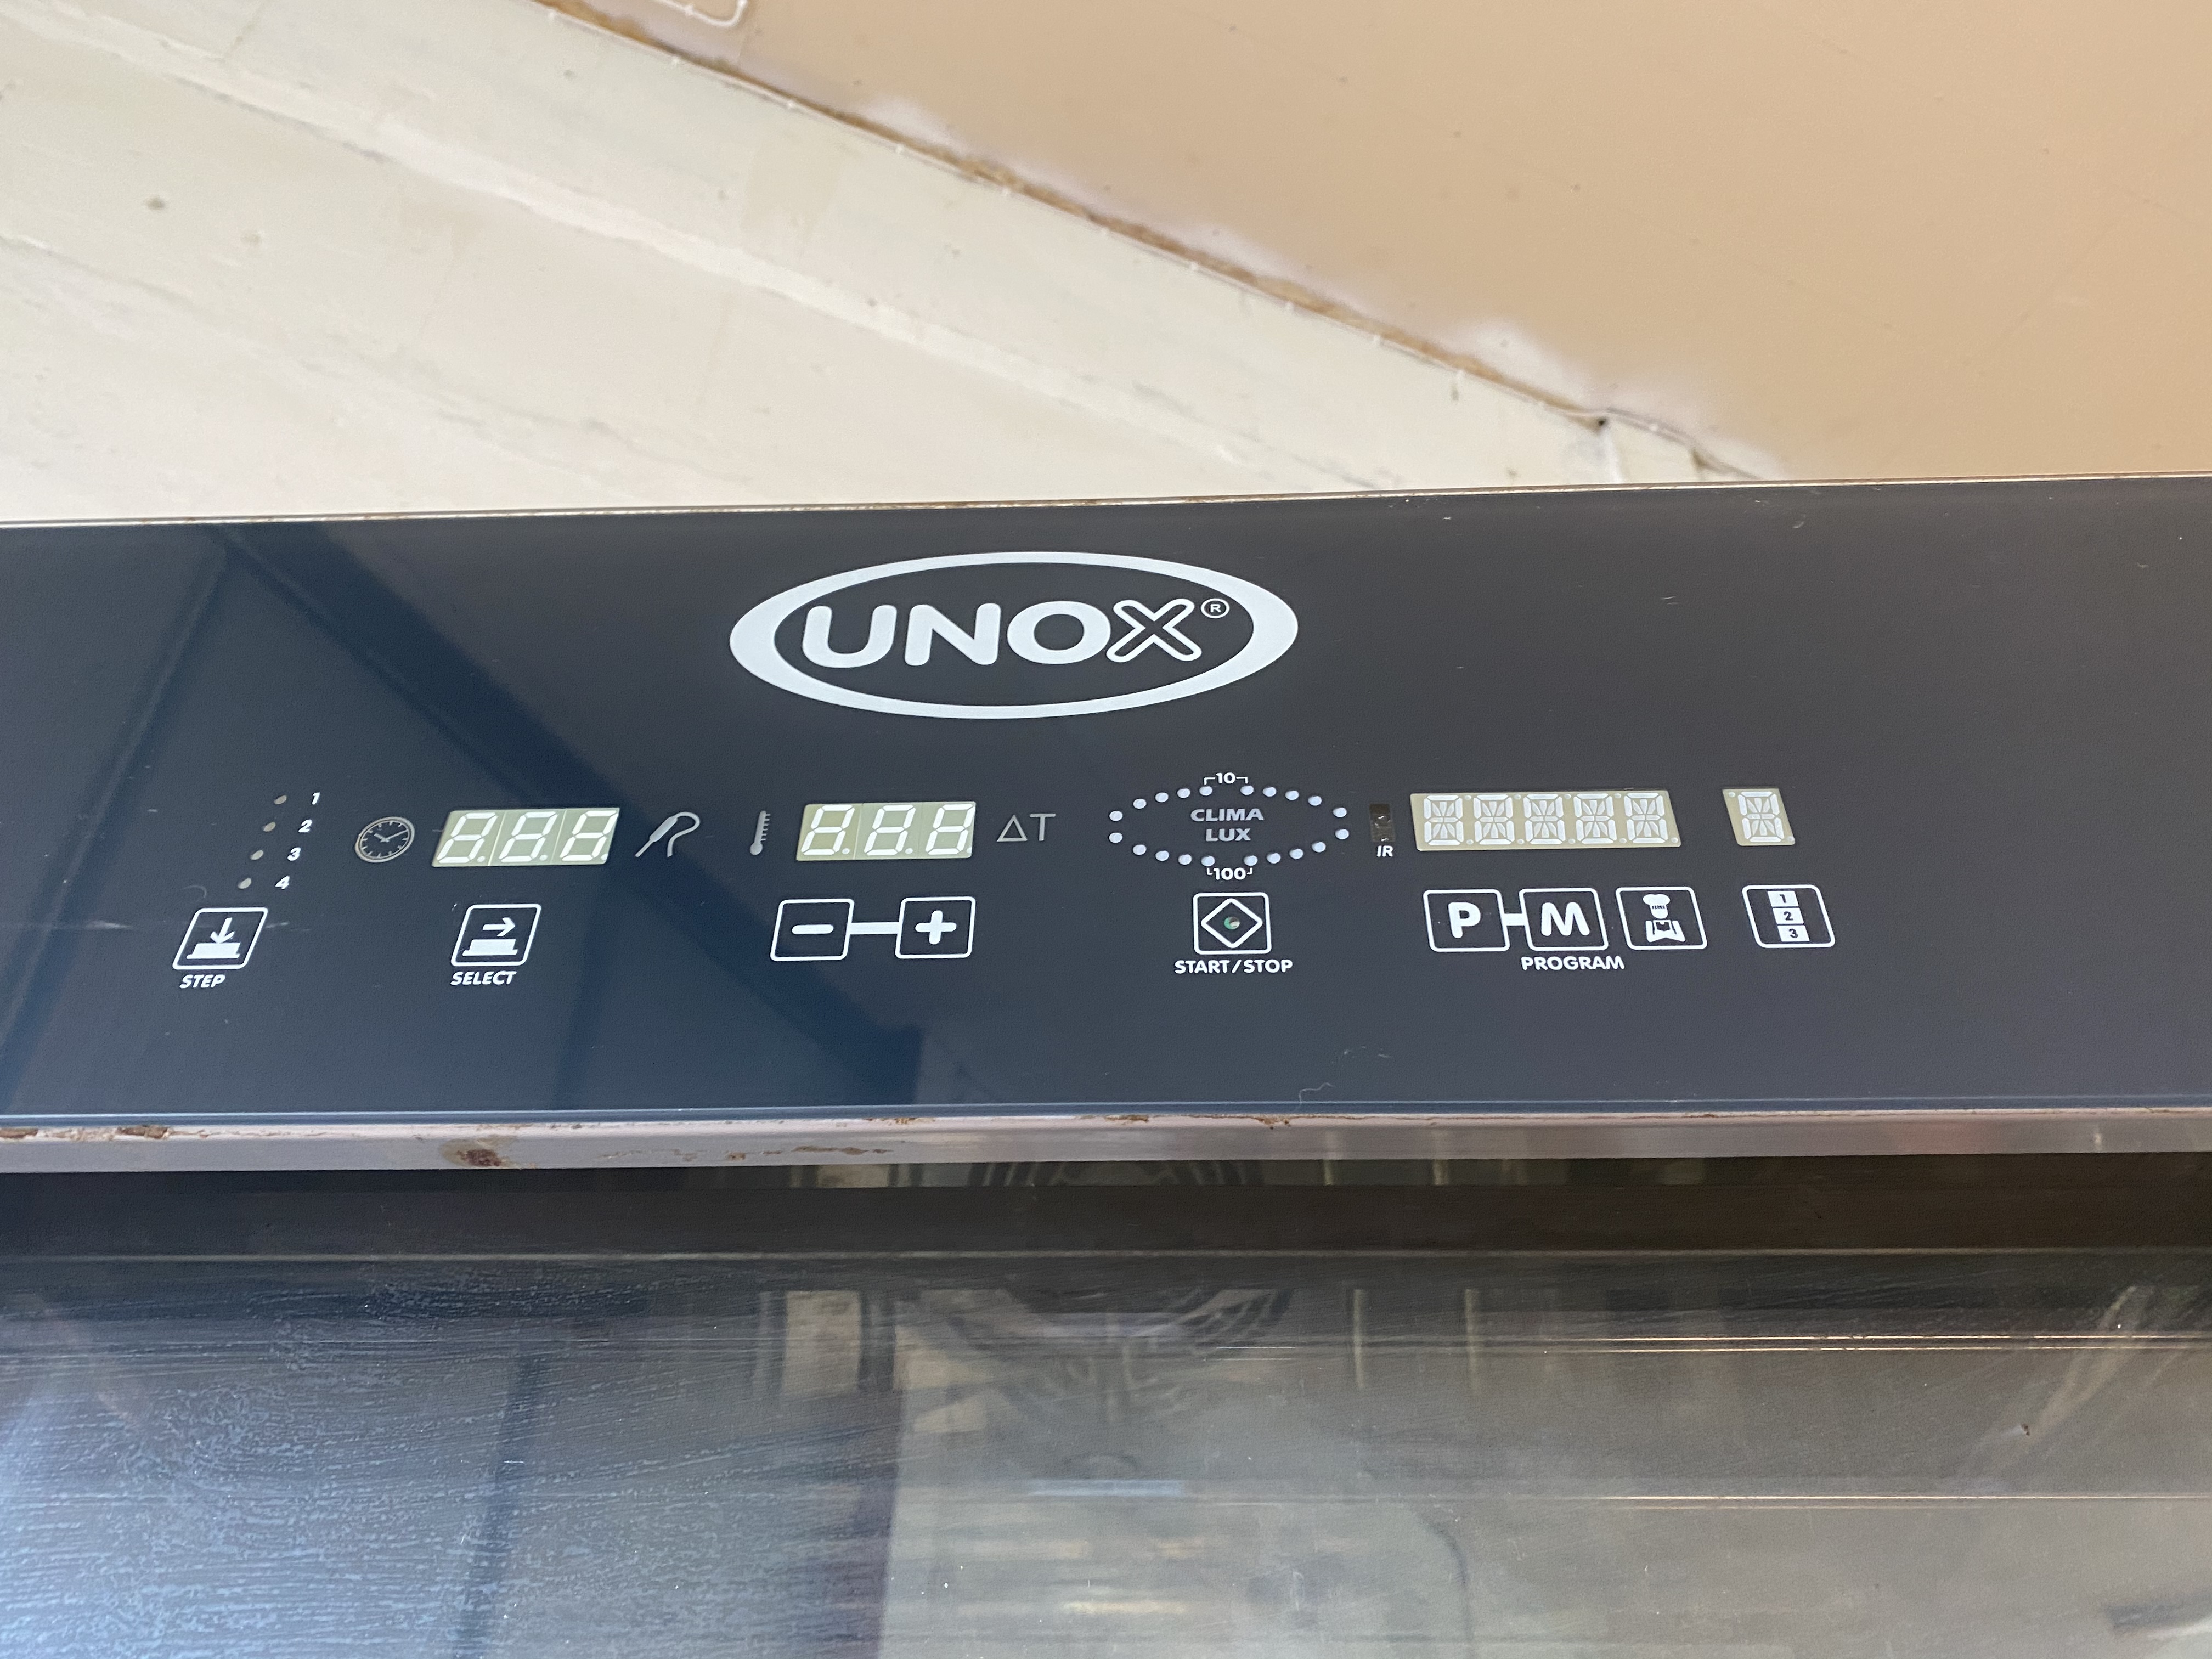 UNOX®
1
2
3
4
10
CLIMA
LUX
100
ΔT
IR
STEP
SELECT
- +
START/STOP
P M
PROGRAM
1
2
3